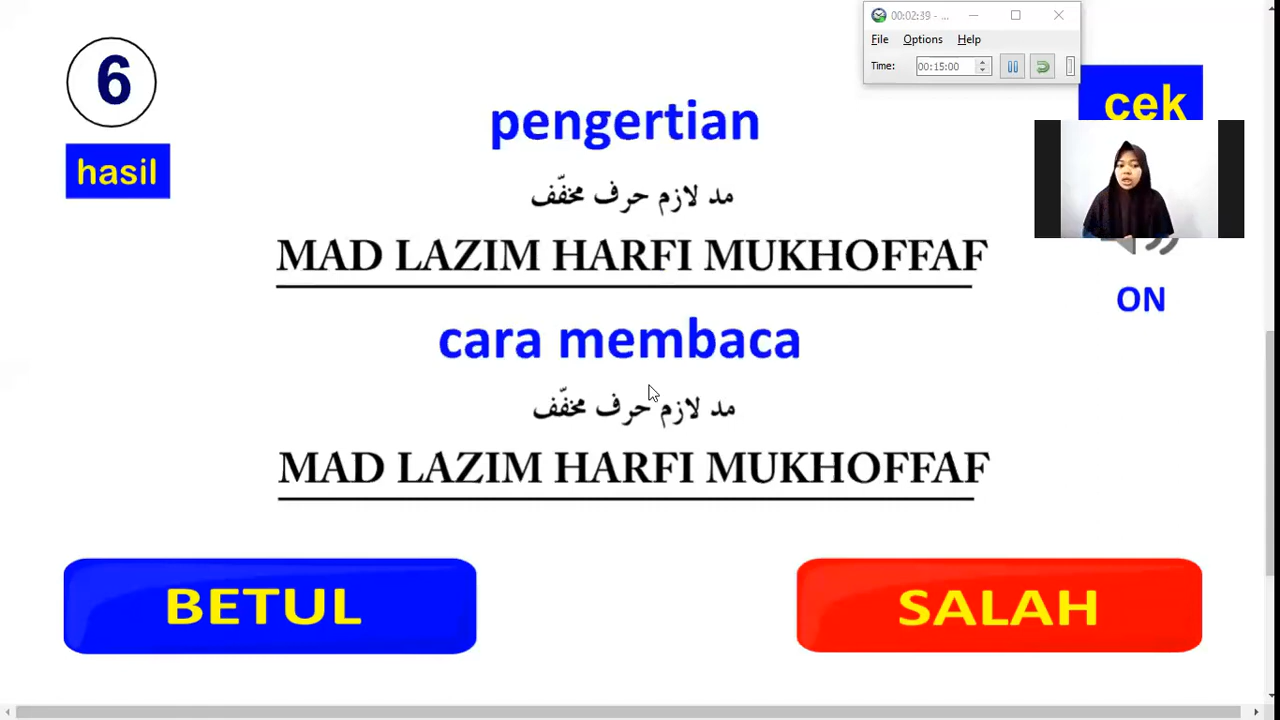 00:02:39 - ...
File Options Help
Time: 00:15:00
6
hasil
cek
pengertian
مد لازم حرف مخفّف
MAD LAZIM HARFI MUKHOFFAF
ON
cara membaca
مد لازم حرف مخفّف
MAD LAZIM HARFI MUKHOFFAF
BETUL
SALAH